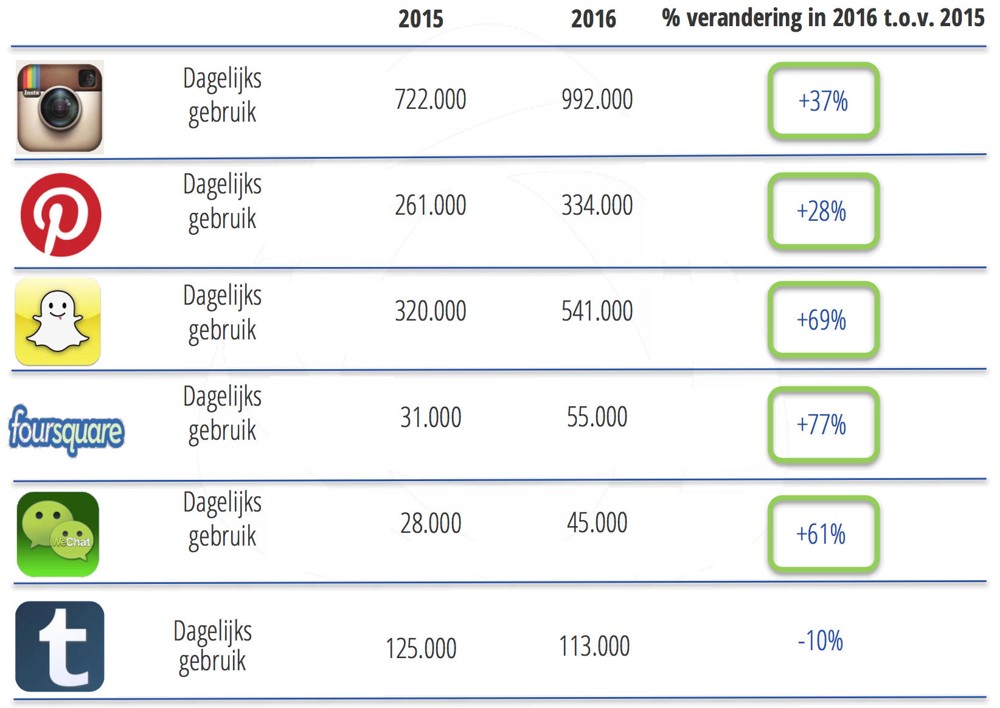 2015 2016 % verandering in 2016 t.o.v. 2015
Insta
Dagelijks
gebruik
722.000 992.000 +37%
Dagelijks
gebruik
261.000 334.000 +28%
Dagelijks
gebruik
320.000 541.000 +69%
foursquare
Dagelijks
gebruik
31.000 55.000 +77%
WeChat
Dagelijks
gebruik
28.000 45.000 +61%
t
Dagelijks
gebruik
125.000 113.000 -10%